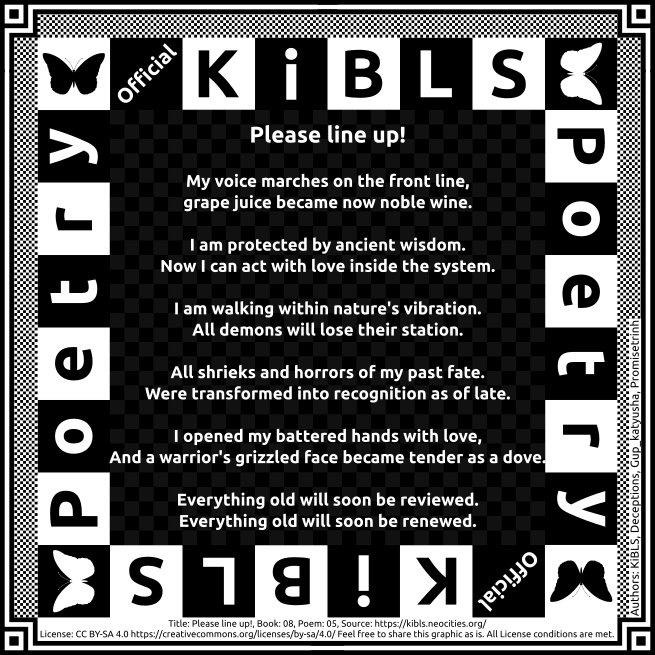 Official KiBLS
Poetry
Poetry
Please line up!
My voice marches on the front line,
grape juice became now noble wine.
I am protected by ancient wisdom.
Now I can act with love inside the system.
I am walking within nature's vibration.
All demons will lose their station.
All shrieks and horrors of my past fate.
Were transformed into recognition as of late.
I opened my battered hands with love,
And a warrior's grizzled face became tender as a dove.
Everything old will soon be reviewed.
Everything old will soon be renewed.
Official KiBLS
Authors: KiBLS, Deceptions, Gup_katyusha, Promisetrinh
Title: Please line up!, Book: 08, Poem: 05, Source: https://kibls.neocities.org/
License: CC BY-SA 4.0 https://creativecommons.org/licenses/by-sa/4.0/ Feel free to share this graphic as is. All License conditions are met.